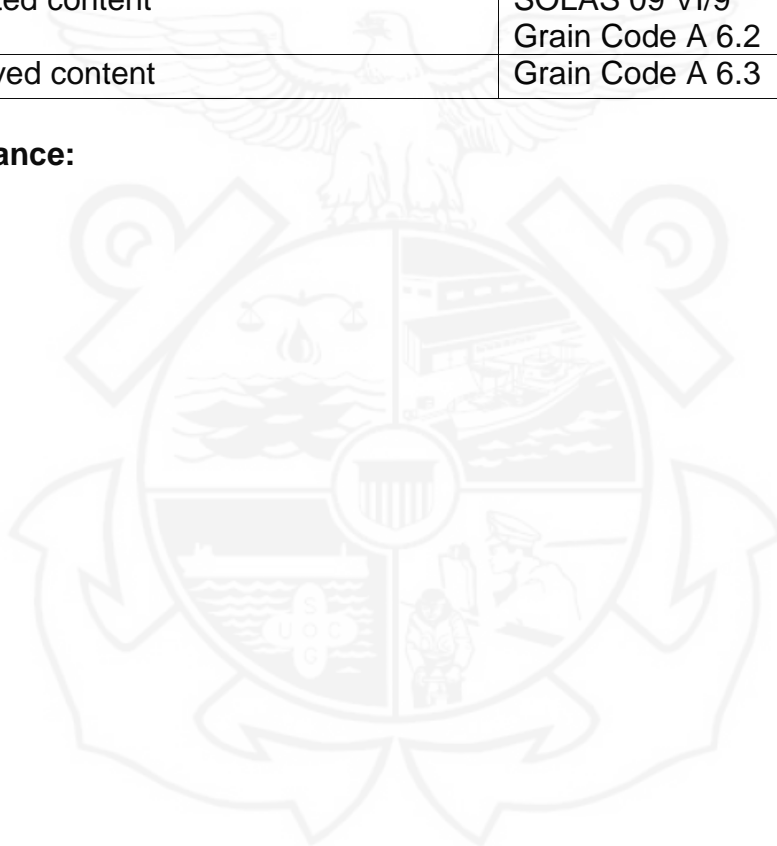 ted content SOLAS 09 VI/9
Grain Code A 6.2
ved content Grain Code A 6.3
ance:
S
U O C
G